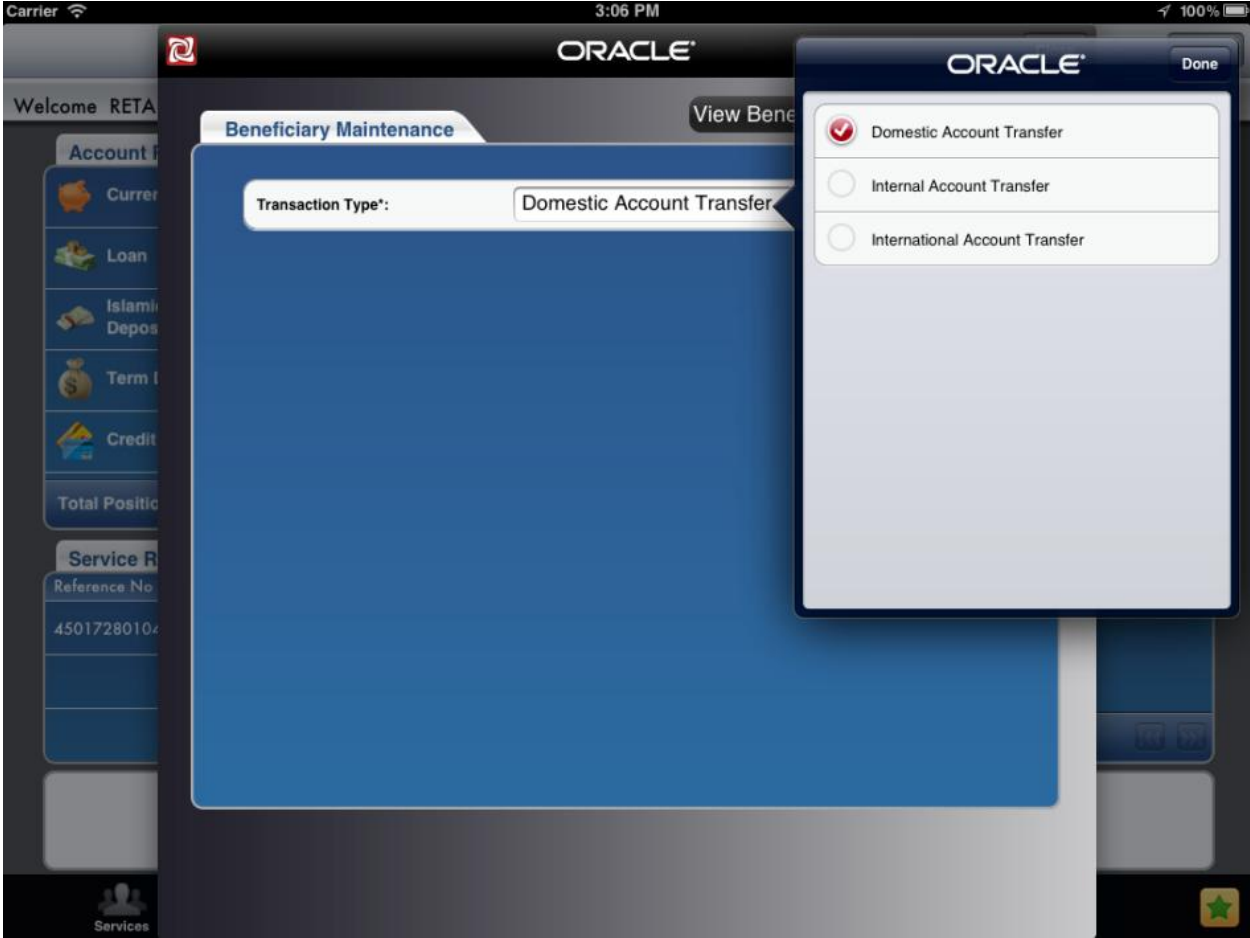 Carrier 3:06 PM 100%
ORACLE
ORACLE Done
Welcome RETA
View Bene
Beneficiary Maintenance
Transaction Type*: Domestic Account Transfer
Domestic Account Transfer
Internal Account Transfer
International Account Transfer
Account
Curre
Loan
Islami
Depos
Term
Credit
Total Positio
Service R
Reference No
4501728010
Services